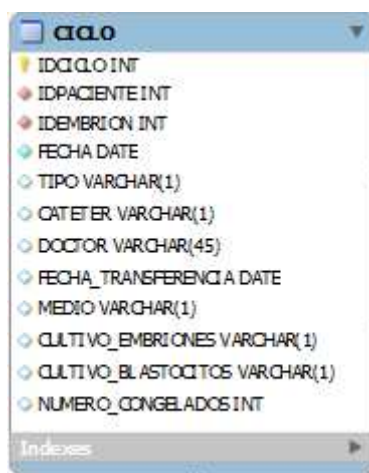 CICLO
IDCICLO INT
IDPACIENTE INT
IDEMBRION INT
FECHA DATE
TIPO VARCHAR(1)
CATETER VARCHAR(1)
DOCTOR VARCHAR(45)
FECHA_TRANSFERENCIA DATE
MEDIO VARCHAR(1)
CULTIVO_EMBRIONES VARCHAR(1)
CULTIVO_BLASTOCITOS VARCHAR(1)
NUMERO_CONGELADOS INT
Indexes